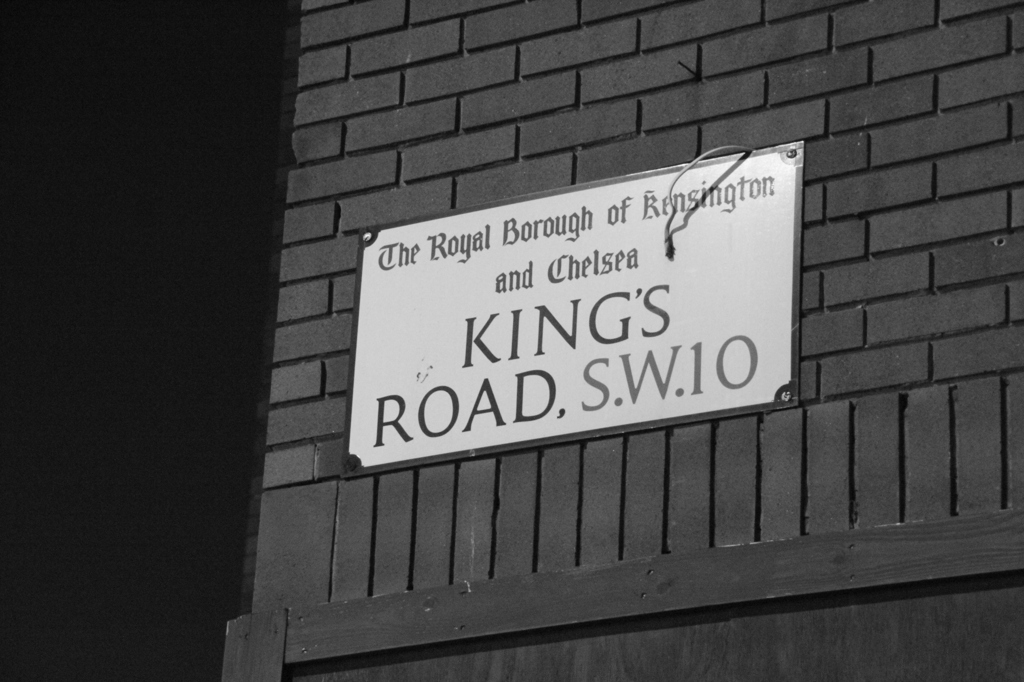 The Royal Borough of Kensington
and Chelsea
KING'S
ROAD, S.W.10